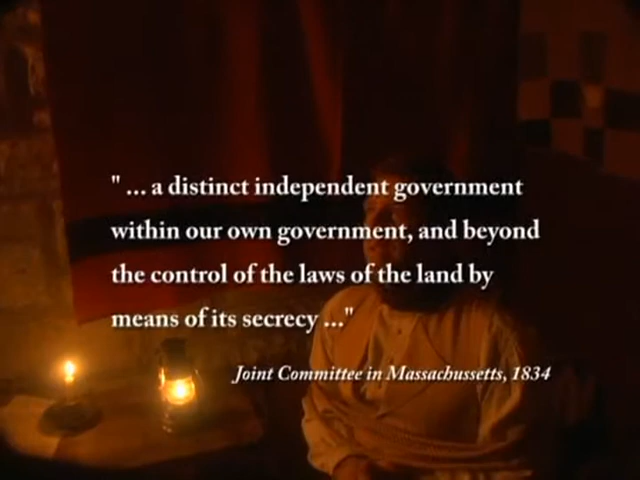 " ... a distinct independent government
within our own government, and beyond
the control of the laws of the land by
means of its secrecy ..."
Joint Committee in Massachussetts, 1834